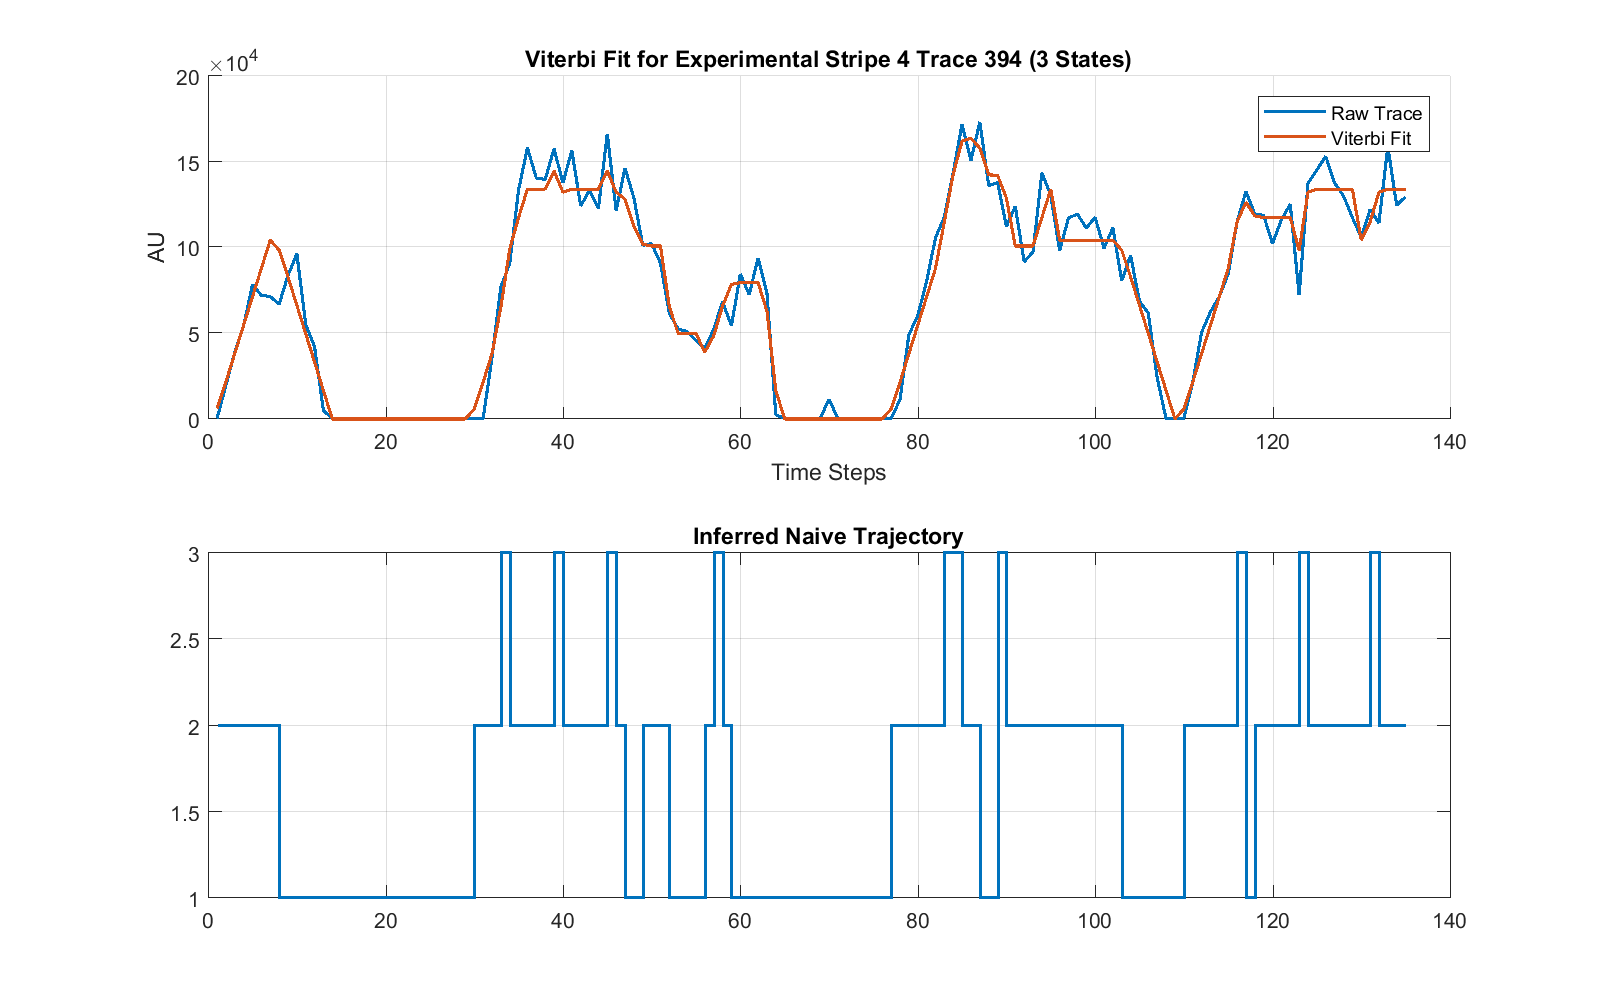 Viterbi Fit for Experimental Stripe 4 Trace 394 (3 States)
×10^4
20
15
10
5
0
AU
Raw Trace
Viterbi Fit
0 20 40 60 80 100 120 140
Time Steps
Inferred Naive Trajectory
3
2.5
2
1.5
1
0 20 40 60 80 100 120 140